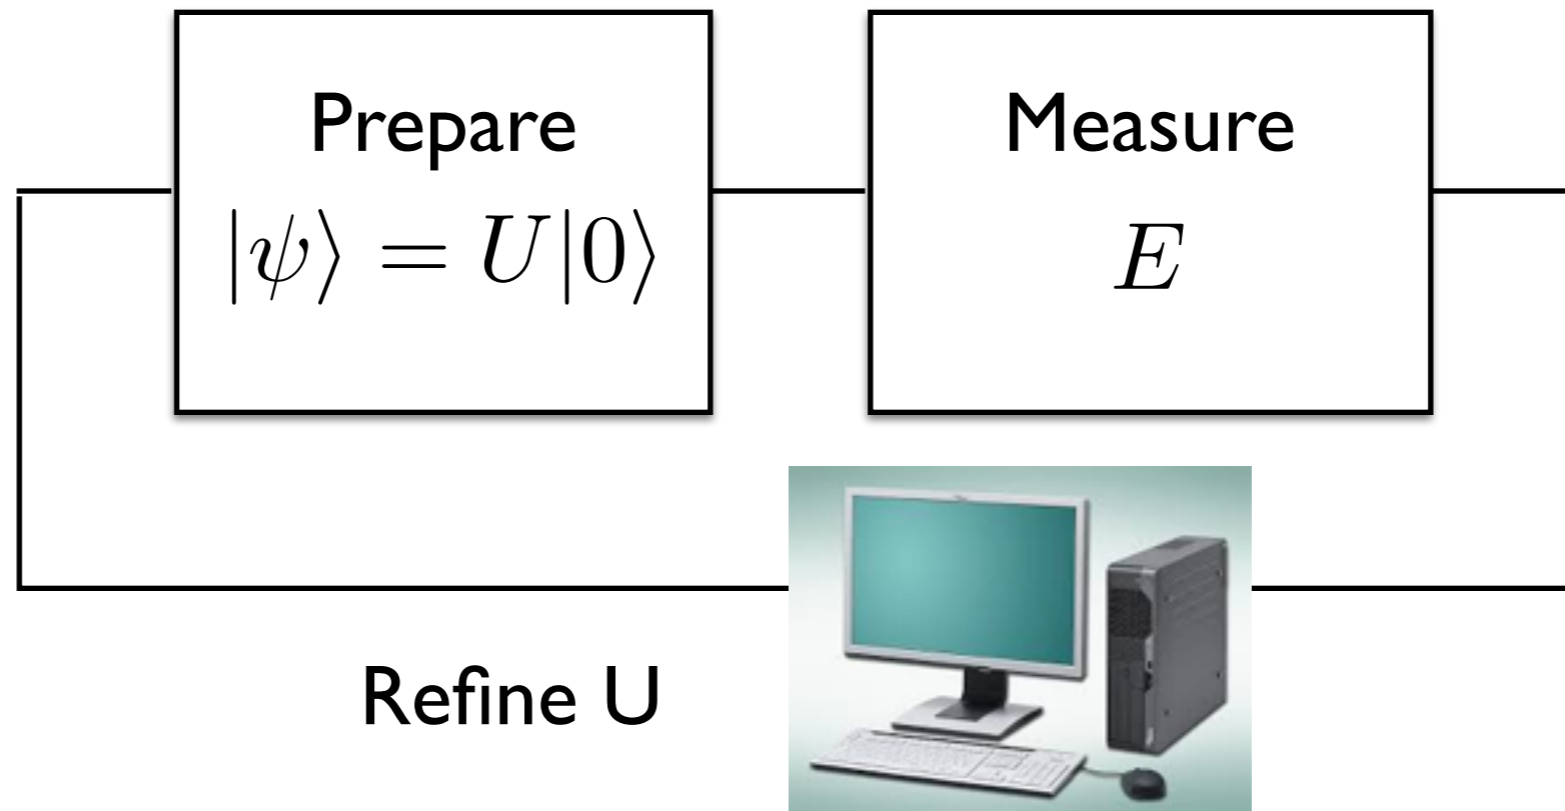 Prepare
|ψ⟩ = U|0⟩
Measure
E
Refine U